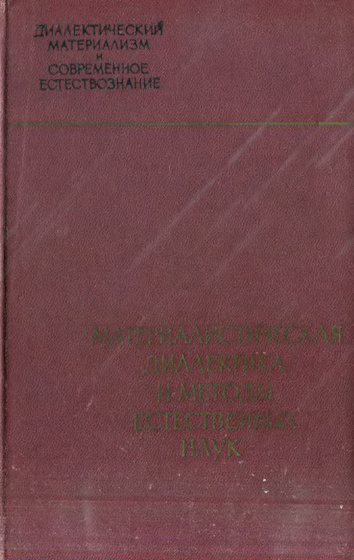 ДИАЛЕКТИЧЕСКИЙ
МАТЕРИАЛИЗМ
И
СОВРЕМЕННОЕ
ЕСТЕСТВОЗНАНИЕ
МАТЕРИАЛИСТИЧЕСКАЯ
ДИАЛЕКТИКА
И МЕТОДЫ
ЕСТЕСТВЕННЫХ
НАУК